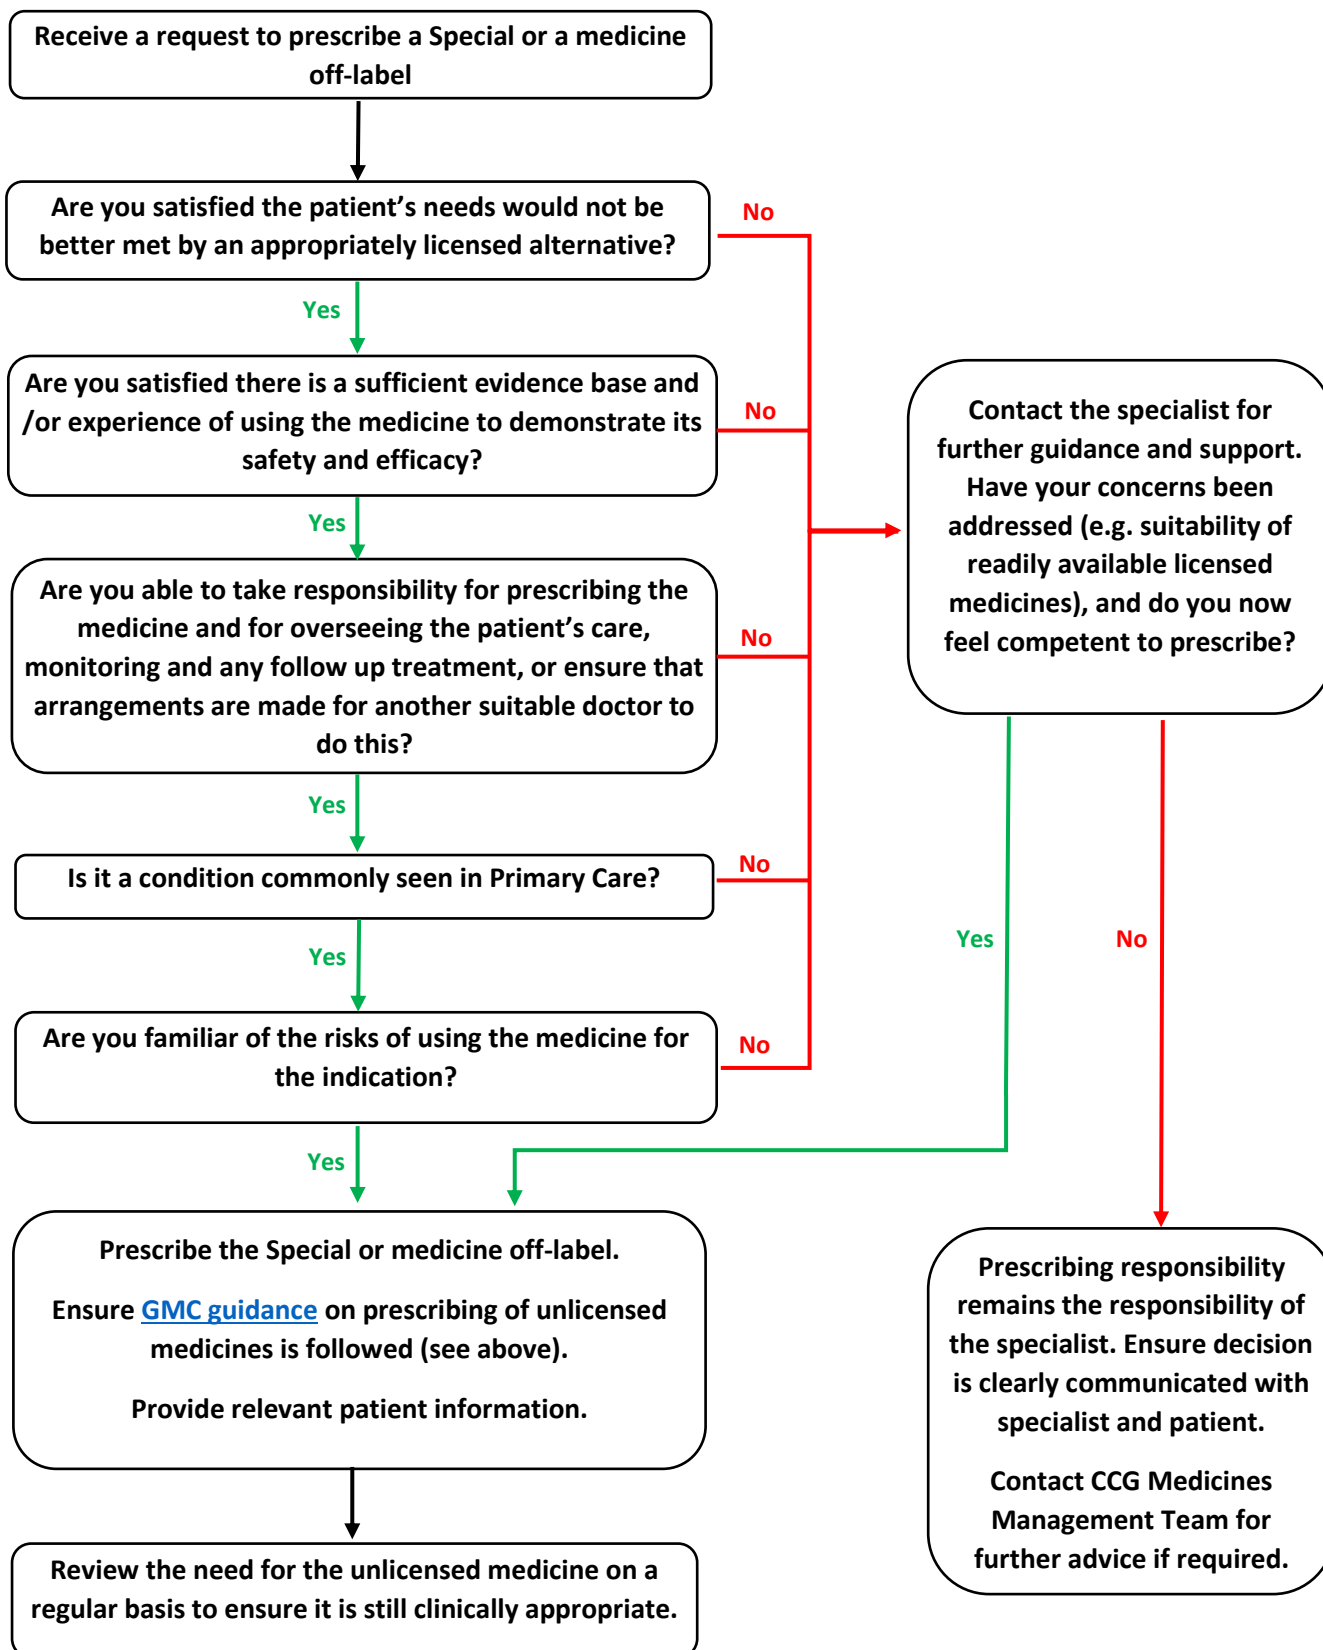 Receive a request to prescribe a Special or a medicine
off-label
Are you satisfied the patient’s needs would not be
better met by an appropriately licensed alternative?
No
Yes
Are you satisfied there is a sufficient evidence base and
/or experience of using the medicine to demonstrate its
safety and efficacy?
No
Yes
Are you able to take responsibility for prescribing the
medicine and for overseeing the patient’s care,
monitoring and any follow up treatment, or ensure that
arrangements are made for another suitable doctor to
do this?
No
Yes
Is it a condition commonly seen in Primary Care?
No
Yes
Are you familiar of the risks of using the medicine for
the indication?
No
Yes
Contact the specialist for
further guidance and support.
Have your concerns been
addressed (e.g. suitability of
readily available licensed
medicines), and do you now
feel competent to prescribe?
Yes
No
Prescribe the Special or medicine off-label.
Ensure GMC guidance on prescribing of unlicensed
medicines is followed (see above).
Provide relevant patient information.
Review the need for the unlicensed medicine on a
regular basis to ensure it is still clinically appropriate.
Prescribing responsibility
remains the responsibility of
the specialist. Ensure decision
is clearly communicated with
specialist and patient.
Contact CCG Medicines
Management Team for
further advice if required.